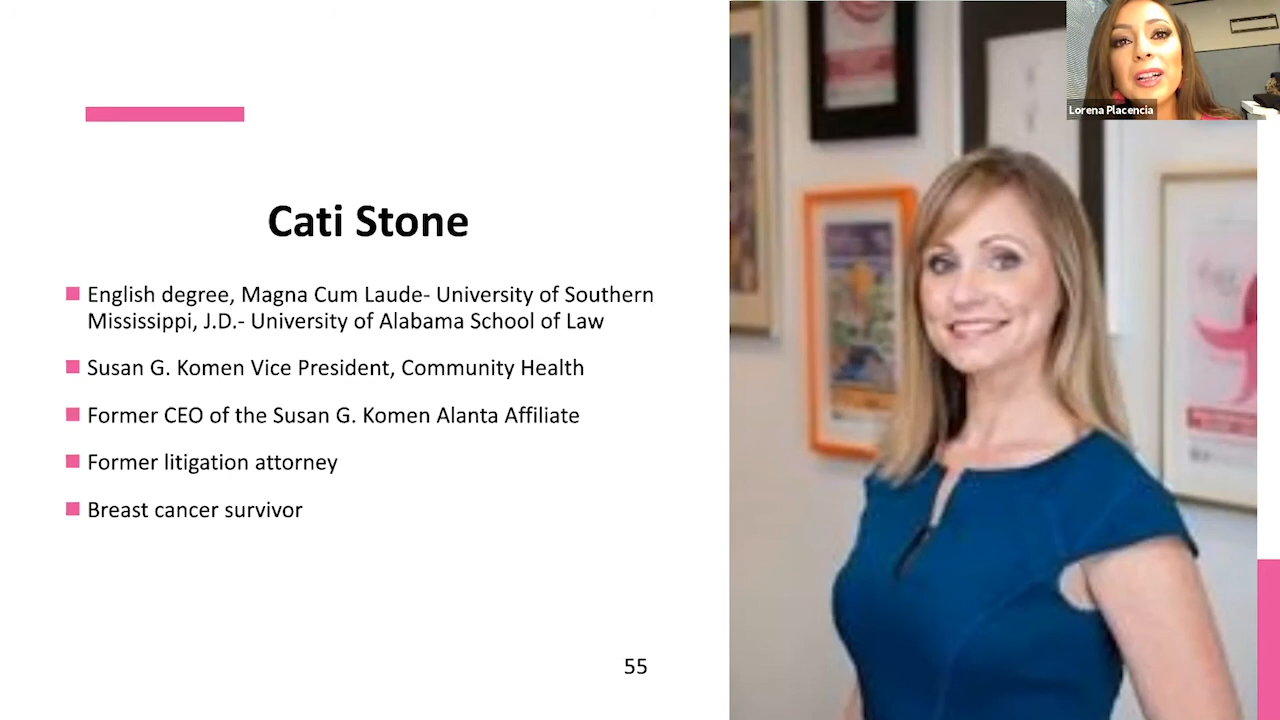 Lorena Placencia
Cati Stone
English degree, Magna Cum Laude- University of Southern
Mississippi, J.D.- University of Alabama School of Law
Susan G. Komen Vice President, Community Health
Former CEO of the Susan G. Komen Alanta Affiliate
Former litigation attorney
Breast cancer survivor
55